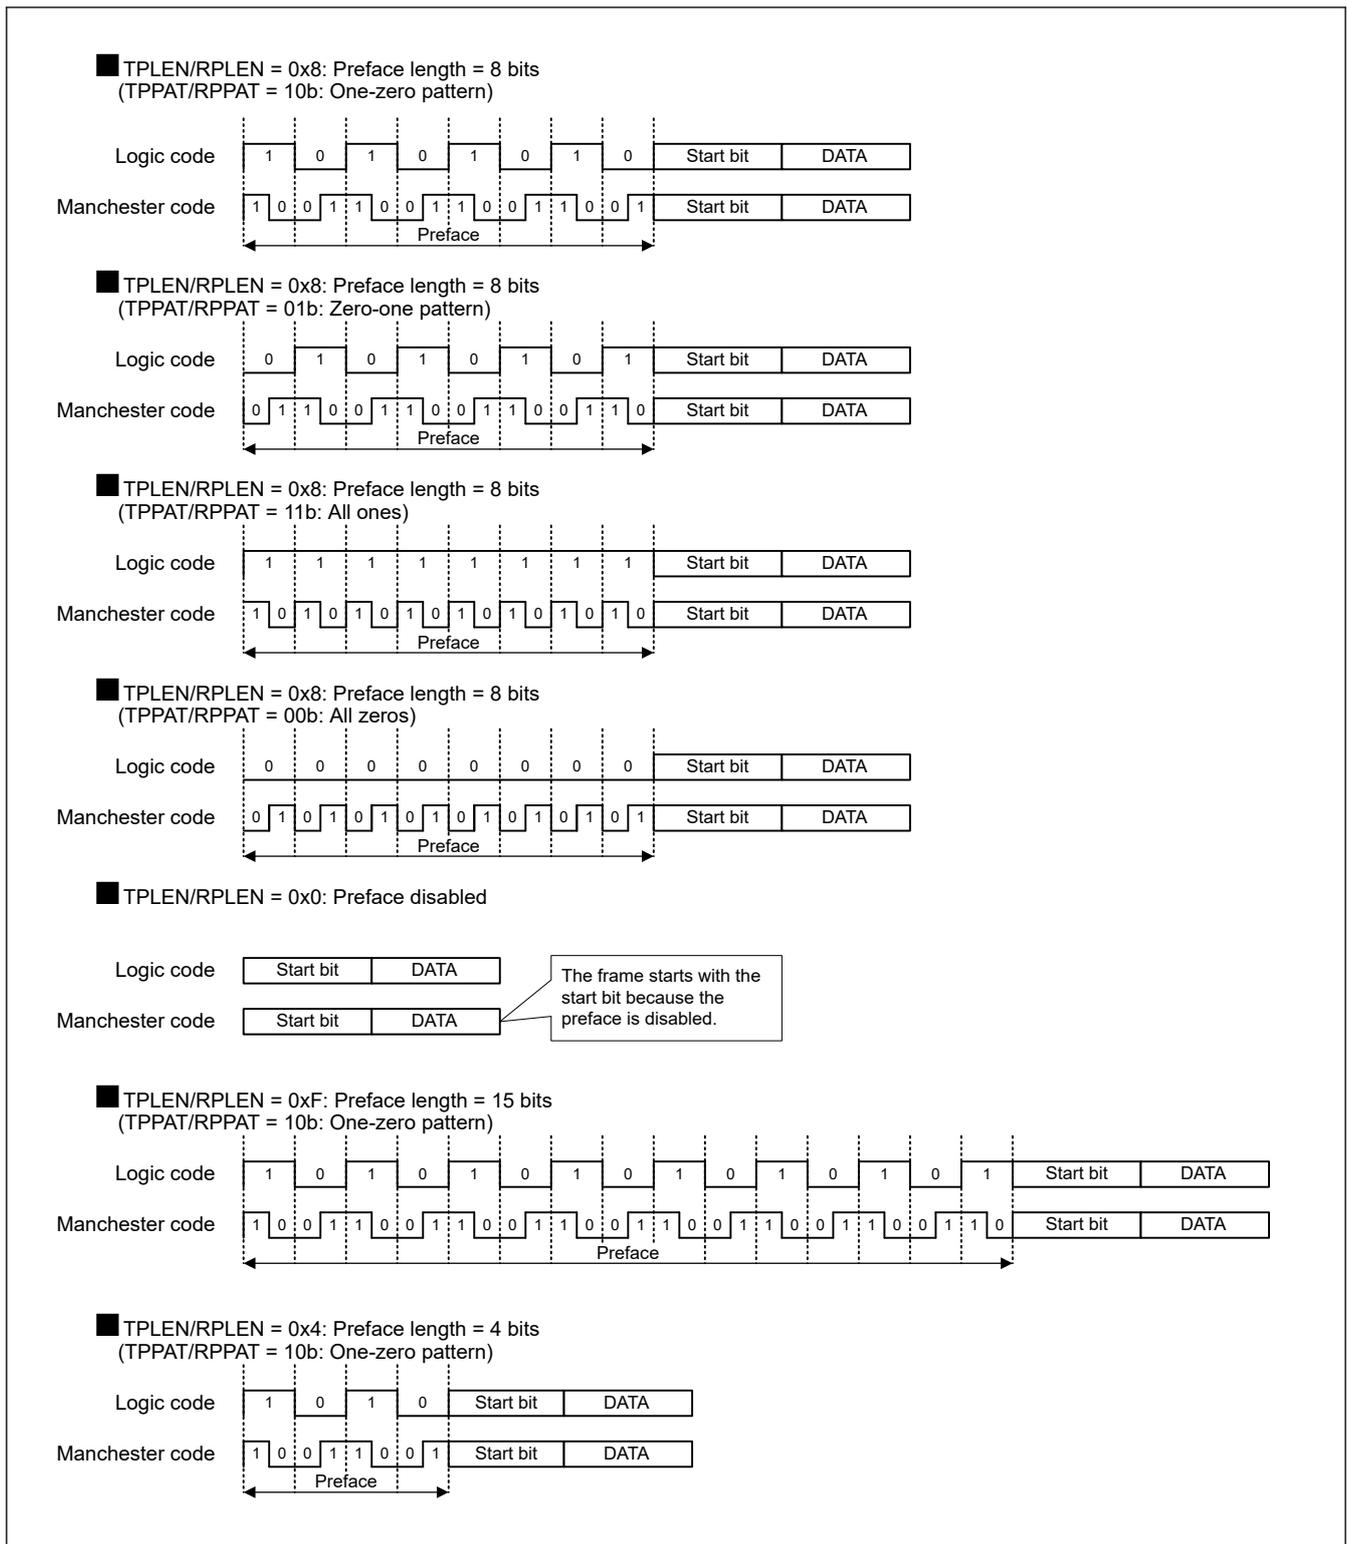 ■ TPLEN/RPLEN = 0x8: Preface length = 8 bits
(TPPAT/RPPAT = 10b: One-zero pattern)
Logic code 1 0 1 0 1 0 1 0 Start bit DATA
Manchester code 1 0 0 1 1 0 0 1 1 0 0 1 1 0 0 1 Start bit DATA
Preface
■ TPLEN/RPLEN = 0x8: Preface length = 8 bits
(TPPAT/RPPAT = 01b: Zero-one pattern)
Logic code 0 1 0 1 0 1 0 1 Start bit DATA
Manchester code 0 1 1 0 0 1 1 0 0 1 1 0 0 1 1 0 Start bit DATA
Preface
■ TPLEN/RPLEN = 0x8: Preface length = 8 bits
(TPPAT/RPPAT = 11b: All ones)
Logic code 1 1 1 1 1 1 1 1 Start bit DATA
Manchester code 1 0 1 0 1 0 1 0 1 0 1 0 1 0 1 0 Start bit DATA
Preface
■ TPLEN/RPLEN = 0x8: Preface length = 8 bits
(TPPAT/RPPAT = 00b: All zeros)
Logic code 0 0 0 0 0 0 0 0 Start bit DATA
Manchester code 0 1 0 1 0 1 0 1 0 1 0 1 0 1 0 1 Start bit DATA
Preface
■ TPLEN/RPLEN = 0x0: Preface disabled
Logic code Start bit DATA
Manchester code Start bit DATA
The frame starts with the
start bit because the
preface is disabled.
■ TPLEN/RPLEN = 0xF: Preface length = 15 bits
(TPPAT/RPPAT = 10b: One-zero pattern)
Logic code 1 0 1 0 1 0 1 0 1 0 1 0 1 0 1 Start bit DATA
Manchester code 1 0 0 1 1 0 0 1 1 0 0 1 1 0 0 1 1 0 0 1 1 0 0 1 1 0 0 1 1 0 Start bit DATA
Preface
■ TPLEN/RPLEN = 0x4: Preface length = 4 bits
(TPPAT/RPPAT = 10b: One-zero pattern)
Logic code 1 0 1 0 Start bit DATA
Manchester code 1 0 0 1 1 0 0 1 Start bit DATA
Preface